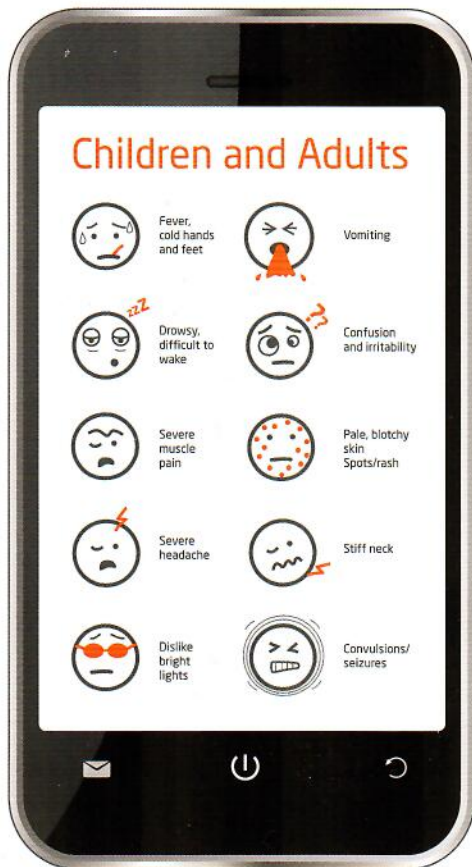 Children and Adults
Fever,
cold hands
and feet
Vomiting
zzZ
Drowsy,
difficult to
wake
??
Confusion
and irritability
Severe
muscle
pain
Pale, blotchy
skin
Spots/rash
Severe
headache
Stiff neck
Dislike
bright
lights
Convulsions/
seizures